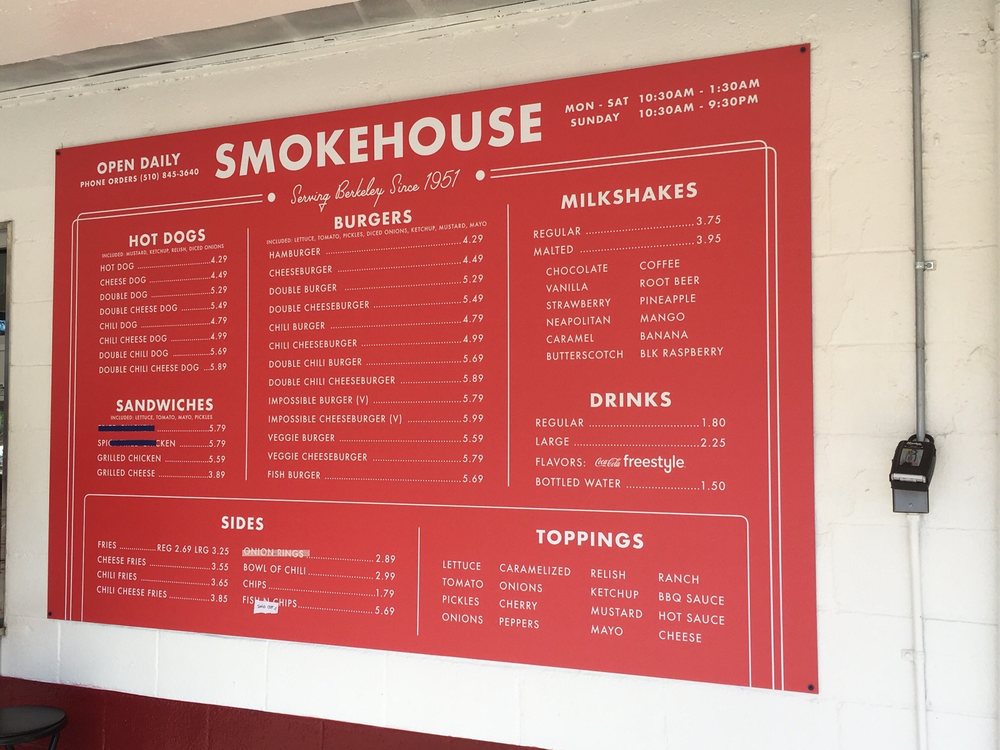 OPEN DAILY
PHONE ORDERS (510) 845-3640
SMOKEHOUSE
MON - SAT 10:30AM - 1:30AM
SUNDAY 10:30AM - 9:30PM
Serving Berkeley Since 1951
HOT DOGS
INCLUDED: MUSTARD, KETCHUP, RELISH, DICED ONIONS
HOT DOG 4.29
CHEESE DOG 4.49
DOUBLE DOG 5.29
DOUBLE CHEESE DOG 5.49
CHILI DOG 4.79
CHILI CHEESE DOG 4.99
DOUBLE CHILI DOG 5.69
DOUBLE CHILI CHEESE DOG 5.89
SANDWICHES
INCLUDED: LETTUCE, TOMATO, MAYO, PICKLES
5.79
5.79
GRILLED CHICKEN 5.59
GRILLED CHEESE 3.89
BURGERS
INCLUDED: LETTUCE, TOMATO, PICKLES, DICED ONIONS, KETCHUP, MUSTARD, MAYO
HAMBURGER 4.29
CHEESEBURGER 4.49
DOUBLE BURGER 5.29
DOUBLE CHEESEBURGER 5.49
CHILI BURGER 4.79
CHILI CHEESEBURGER 4.99
DOUBLE CHILI BURGER 5.69
DOUBLE CHILI CHEESEBURGER 5.89
IMPOSSIBLE BURGER (V) 5.79
IMPOSSIBLE CHEESEBURGER (V) 5.99
VEGGIE BURGER 5.59
VEGGIE CHEESEBURGER 5.79
FISH BURGER 5.69
MILKSHAKES
REGULAR 3.75
MALTED 3.95
CHOCOLATE
VANILLA
STRAWBERRY
NEAPOLITAN
CARAMEL
BUTTERSCOTCH
COFFEE
ROOT BEER
PINEAPPLE
MANGO
BANANA
BLK RASPBERRY
DRINKS
REGULAR 1.80
LARGE 2.25
FLAVORS: Coca-Cola freestyle
BOTTLED WATER 1.50
SIDES
FRIES REG 2.69 LRG 3.25
CHEESE FRIES 3.55
CHILI FRIES 3.65
CHILI CHEESE FRIES 3.85
ONION RINGS 2.89
BOWL OF CHILI 2.99
CHIPS 1.79
FISH N CHIPS 5.69
TOPPINGS
LETTUCE
TOMATO
PICKLES
ONIONS
CARAMELIZED
ONIONS
CHERRY
PEPPERS
RELISH
KETCHUP
MUSTARD
MAYO
RANCH
BBQ SAUCE
HOT SAUCE
CHEESE